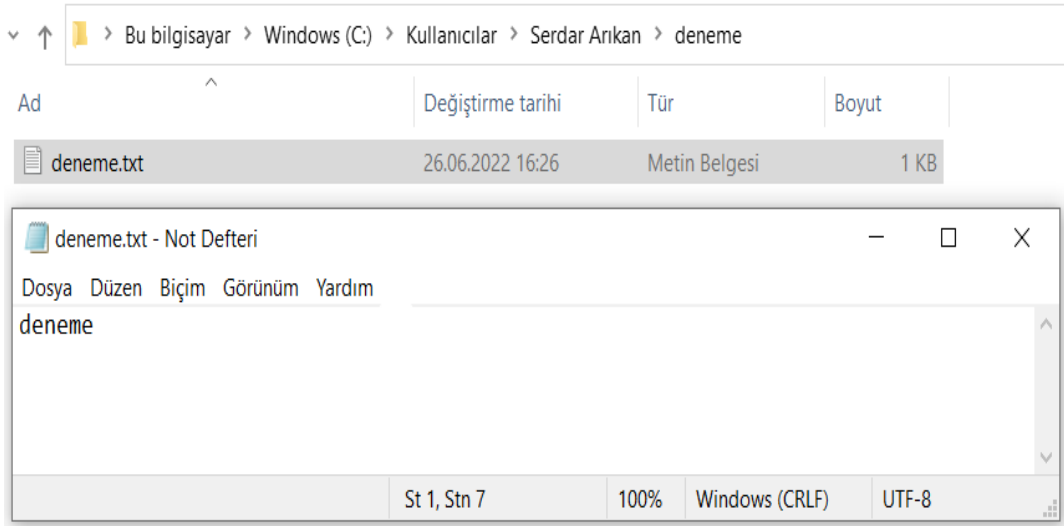 Bu bilgisayar > Windows (C:) > Kullanıcılar > Serdar Arıkan > deneme
Ad Değiştirme tarihi Tür Boyut
deneme.txt 26.06.2022 16:26 Metin Belgesi 1 KB
deneme.txt - Not Defteri
Dosya Düzen Biçim Görünüm Yardım
deneme
St 1, Stn 7 100% Windows (CRLF) UTF-8